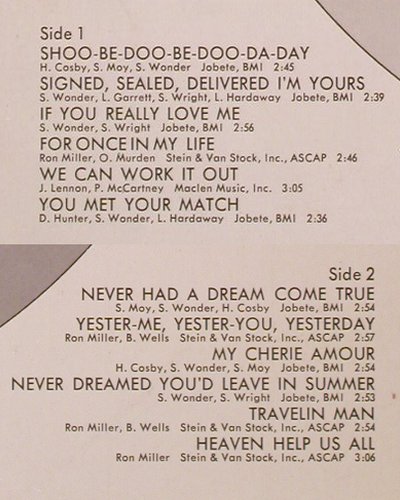 Side 1
SHOO-BE-DOO-BE-DOO-DA-DAY
H. Cosby, S. Moy, S. Wonder Jobete, BMI 2:45
SIGNED, SEALED, DELIVERED I'M YOURS
S. Wonder, L. Garrett, S. Wright, L. Hardaway Jobete, BMI 2:39
IF YOU REALLY LOVE ME
S. Wonder, S. Wright Jobete, BMI 2:56
FOR ONCE IN MY LIFE
Ron Miller, O. Murden Stein & Van Stock, Inc., ASCAP 2:46
WE CAN WORK IT OUT
J. Lennon, P. McCartney Maclen Music, Inc. 3:05
YOU MET YOUR MATCH
D. Hunter, S. Wonder, L. Hardaway Jobete, BMI 2:36
Side 2
NEVER HAD A DREAM COME TRUE
S. Moy, S. Wonder, H. Cosby Jobete, BMI 2:54
YESTER-ME, YESTER-YOU, YESTERDAY
Ron Miller, B. Wells Stein & Van Stock, Inc., ASCAP 2:57
MY CHERIE AMOUR
H. Cosby, S. Wonder, S. Moy Jobete, BMI 2:54
NEVER DREAMED YOU'D LEAVE IN SUMMER
S. Wonder, S. Wright Jobete, BMI 2:53
TRAVELIN MAN
Ron Miller, B. Wells Stein & Van Stock, Inc., ASCAP 2:54
HEAVEN HELP US ALL
Ron Miller Stein & Van Stock, Inc., ASCAP 3:06